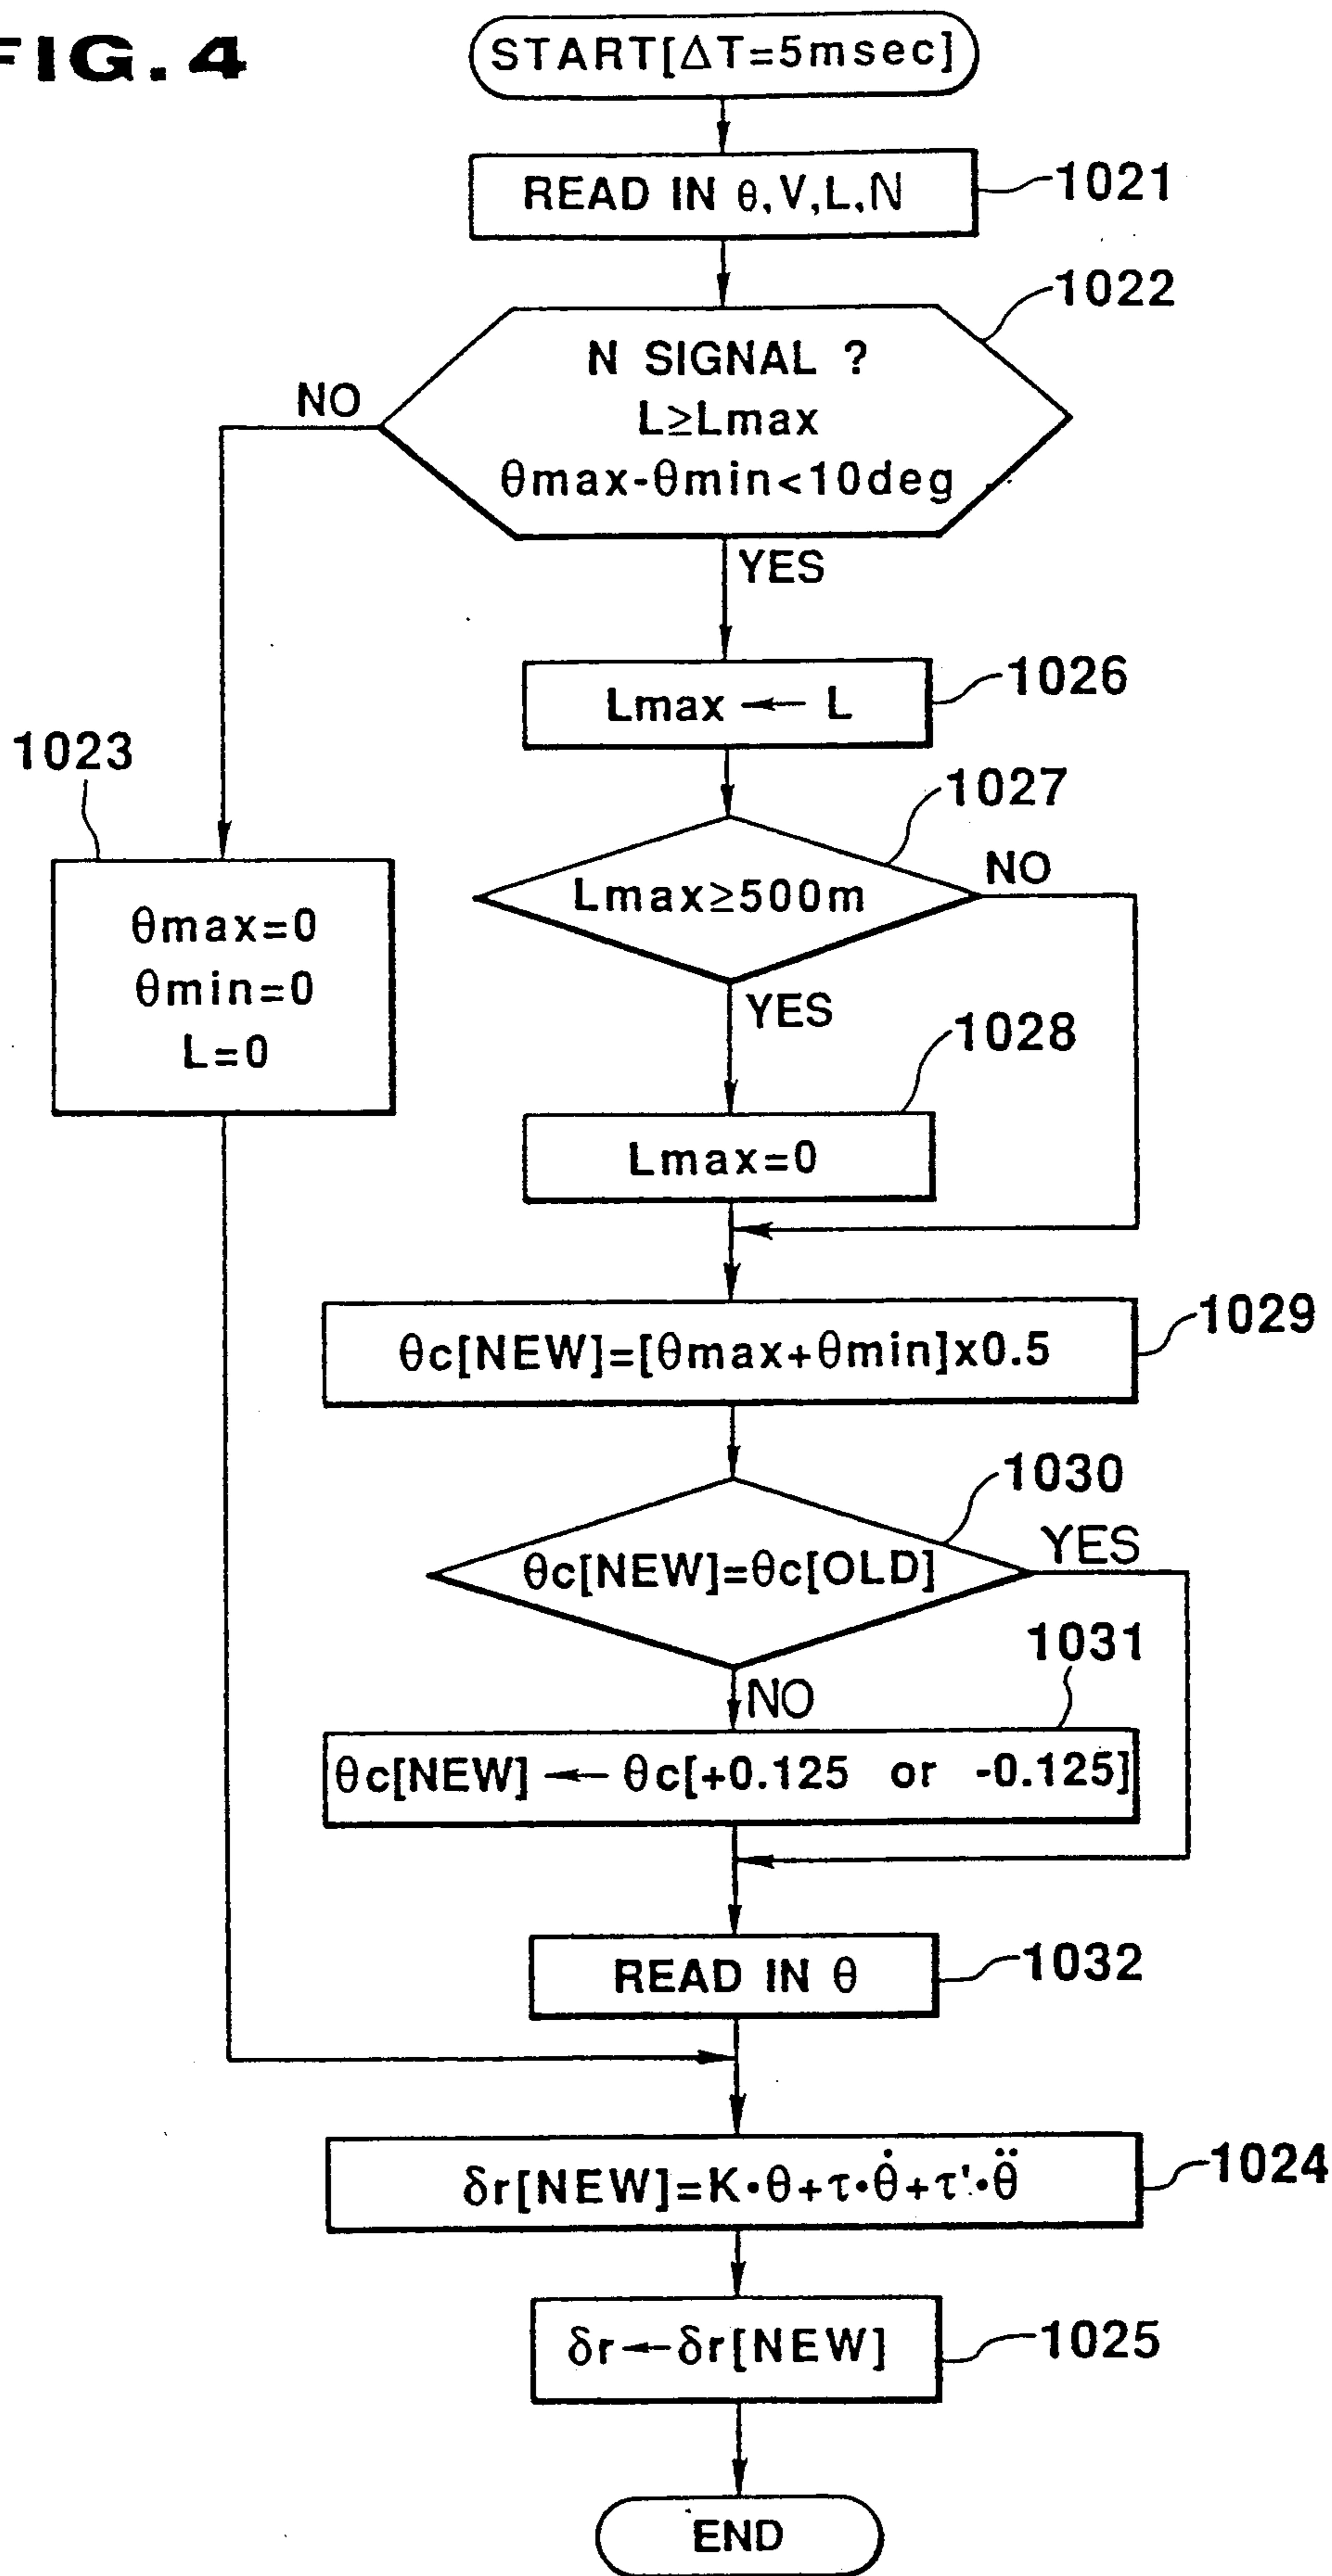 FIG. 4
START[ΔT=5msec]
READ IN θ,V,L,N
1021
1022
N SIGNAL ?
L≥Lmax
θmax-θmin<10deg
NO
YES
Lmax ← L
1026
1023
θmax=0
θmin=0
L=0
1027
Lmax≥500m
NO
YES
1028
Lmax=0
1029
θc[NEW]=[θmax+θmin]x0.5
1030
θc[NEW]=θc[OLD]
YES
1031
NO
θc[NEW] ← θc[+0.125 or -0.125]
READ IN θ
1032
δr[NEW]=K·θ+τ·θ̇+τ'·θ̈
1024
δr←δr[NEW]
1025
END